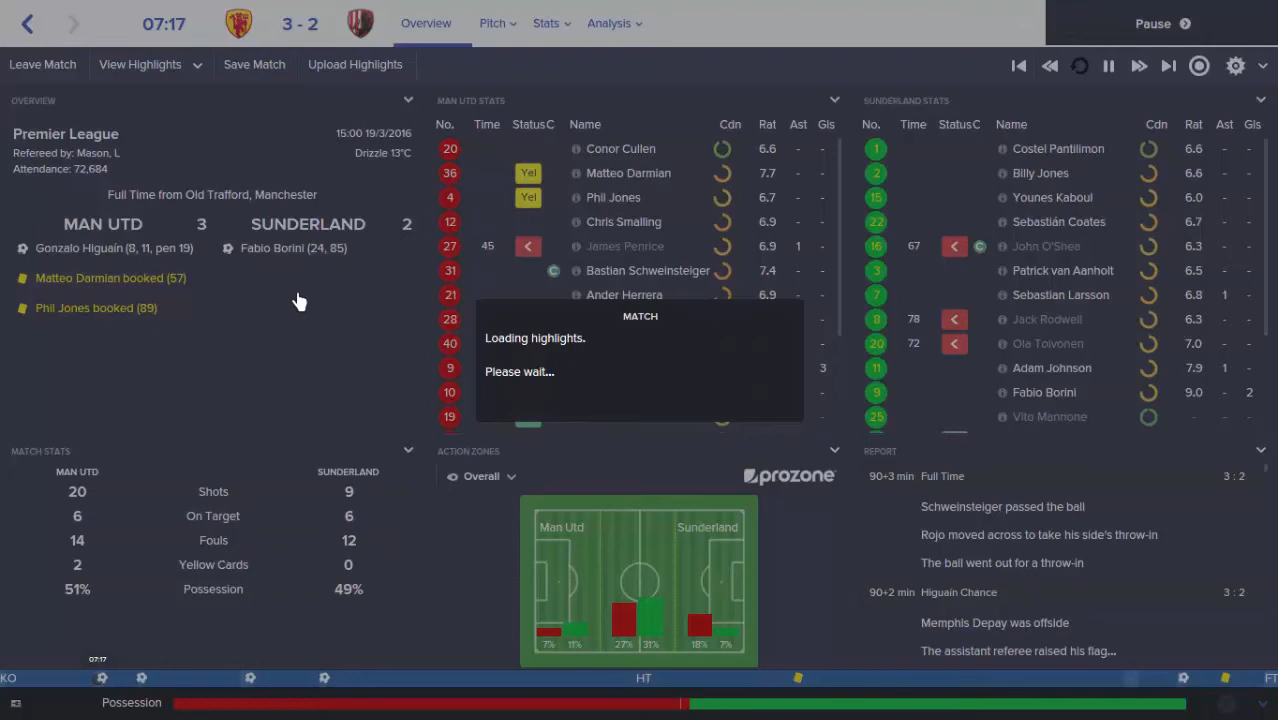 07:17 3 - 2 Overview Pitch Stats Analysis Pause
Leave Match View Highlights Save Match Upload Highlights
OVERVIEW
Premier League 15:00 19/3/2016
Refereed by: Mason, L Drizzle 13°C
Attendance: 72,684
Full Time from Old Trafford, Manchester
MAN UTD 3 SUNDERLAND 2
Gonzalo Higuaín (8, 11, pen 19) Fabio Borini (24, 85)
Matteo Darmian booked (57)
Phil Jones booked (89)
MAN UTD STATS
No. Time Status C Name Cdn Rat Ast Gls
20 Conor Cullen 6.6 - -
36 Yel Matteo Darmian 7.7 - -
4 Yel Phil Jones 6.7 - -
12 Chris Smalling 6.9 - -
27 45 < James Penrice 6.9 1 -
31 C Bastian Schweinsteiger 7.4 - -
21 Ander Herrera 6.9 - -
28 -
40 -
9 3
10 -
19 -
MATCH
Loading highlights.
Please wait...
SUNDERLAND STATS
No. Time Status C Name Cdn Rat Ast Gls
1 Costel Pantilimon 6.6 - -
2 Billy Jones 6.6 - -
15 Younes Kaboul 6.0 - -
22 Sebastián Coates 6.7 - -
16 67 < C John O'Shea 6.3 - -
3 Patrick van Aanholt 6.5 - -
7 Sebastian Larsson 6.8 1 -
8 78 < Jack Rodwell 6.3 - -
20 72 < Ola Toivonen 7.0 - -
11 Adam Johnson 7.9 1 -
9 Fabio Borini 9.0 - 2
25 Vito Mannone - -
MATCH STATS
MAN UTD SUNDERLAND
20 Shots 9
6 On Target 6
14 Fouls 12
2 Yellow Cards 0
51% Possession 49%
ACTION ZONES
Overall prozone
Man Utd Sunderland
7% 11% 27% 31% 18% 7%
REPORT
90+3 min Full Time 3 : 2
Schweinsteiger passed the ball
Rojo moved across to take his side's throw-in
The ball went out for a throw-in
90+2 min Higuaín Chance 3 : 2
Memphis Depay was offside
The assistant referee raised his flag...
07:17
KO HT FT
Possession